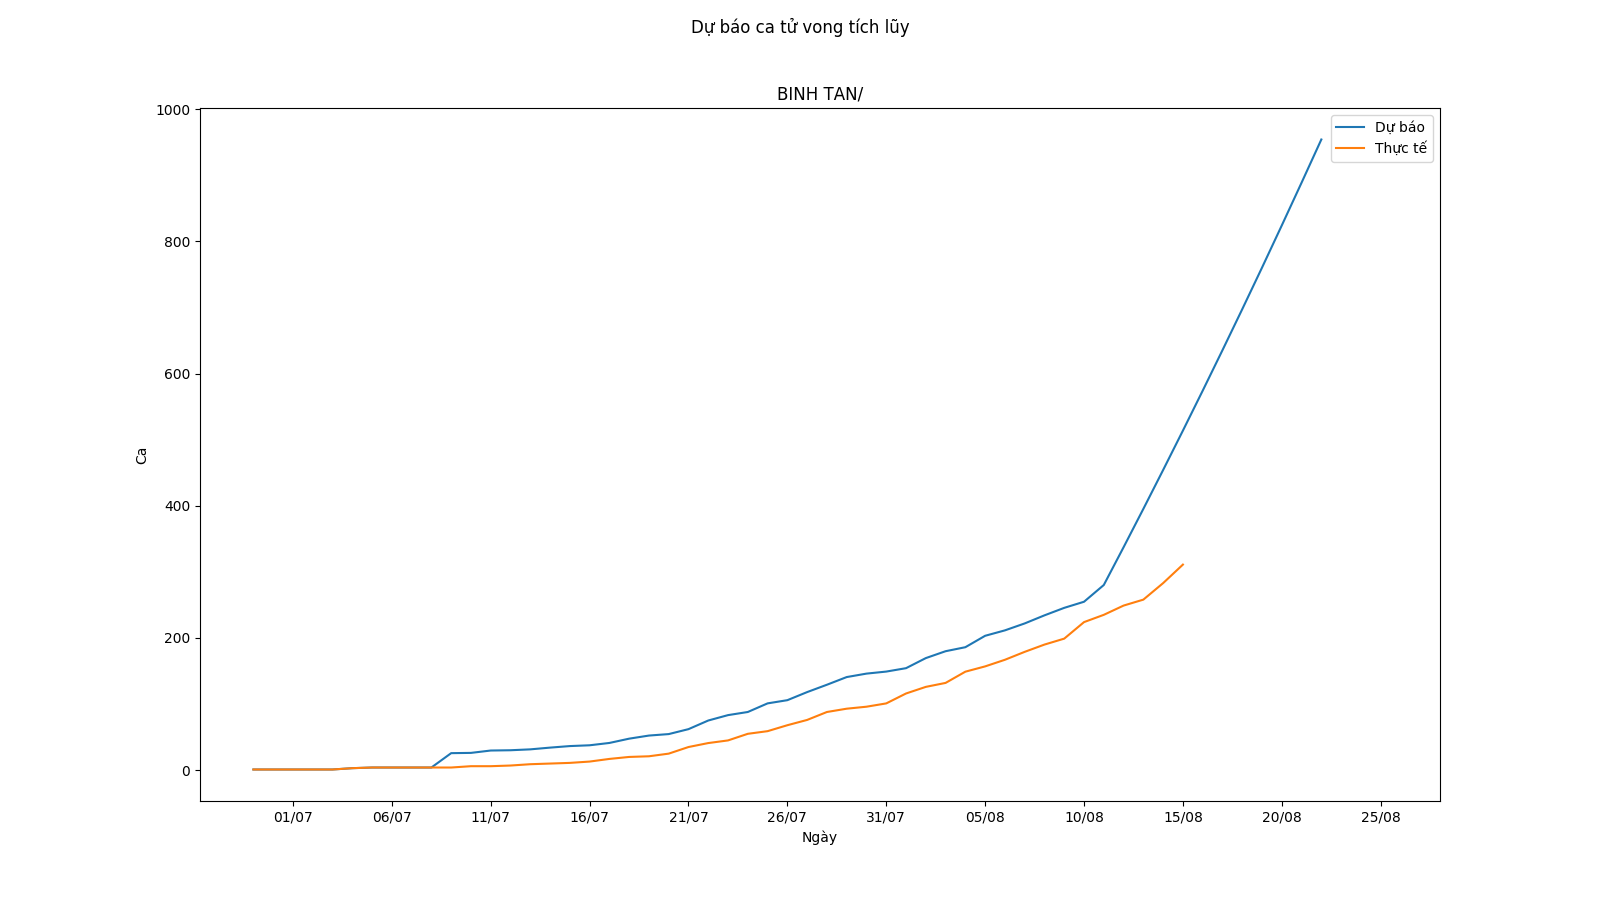 Dự báo ca tử vong tích lũy
BINH TAN/
1000
800
600
400
200
0
Ca
Dự báo
Thực tế
01/07 06/07 11/07 16/07 21/07 26/07 31/07 05/08 10/08 15/08 20/08 25/08
Ngày